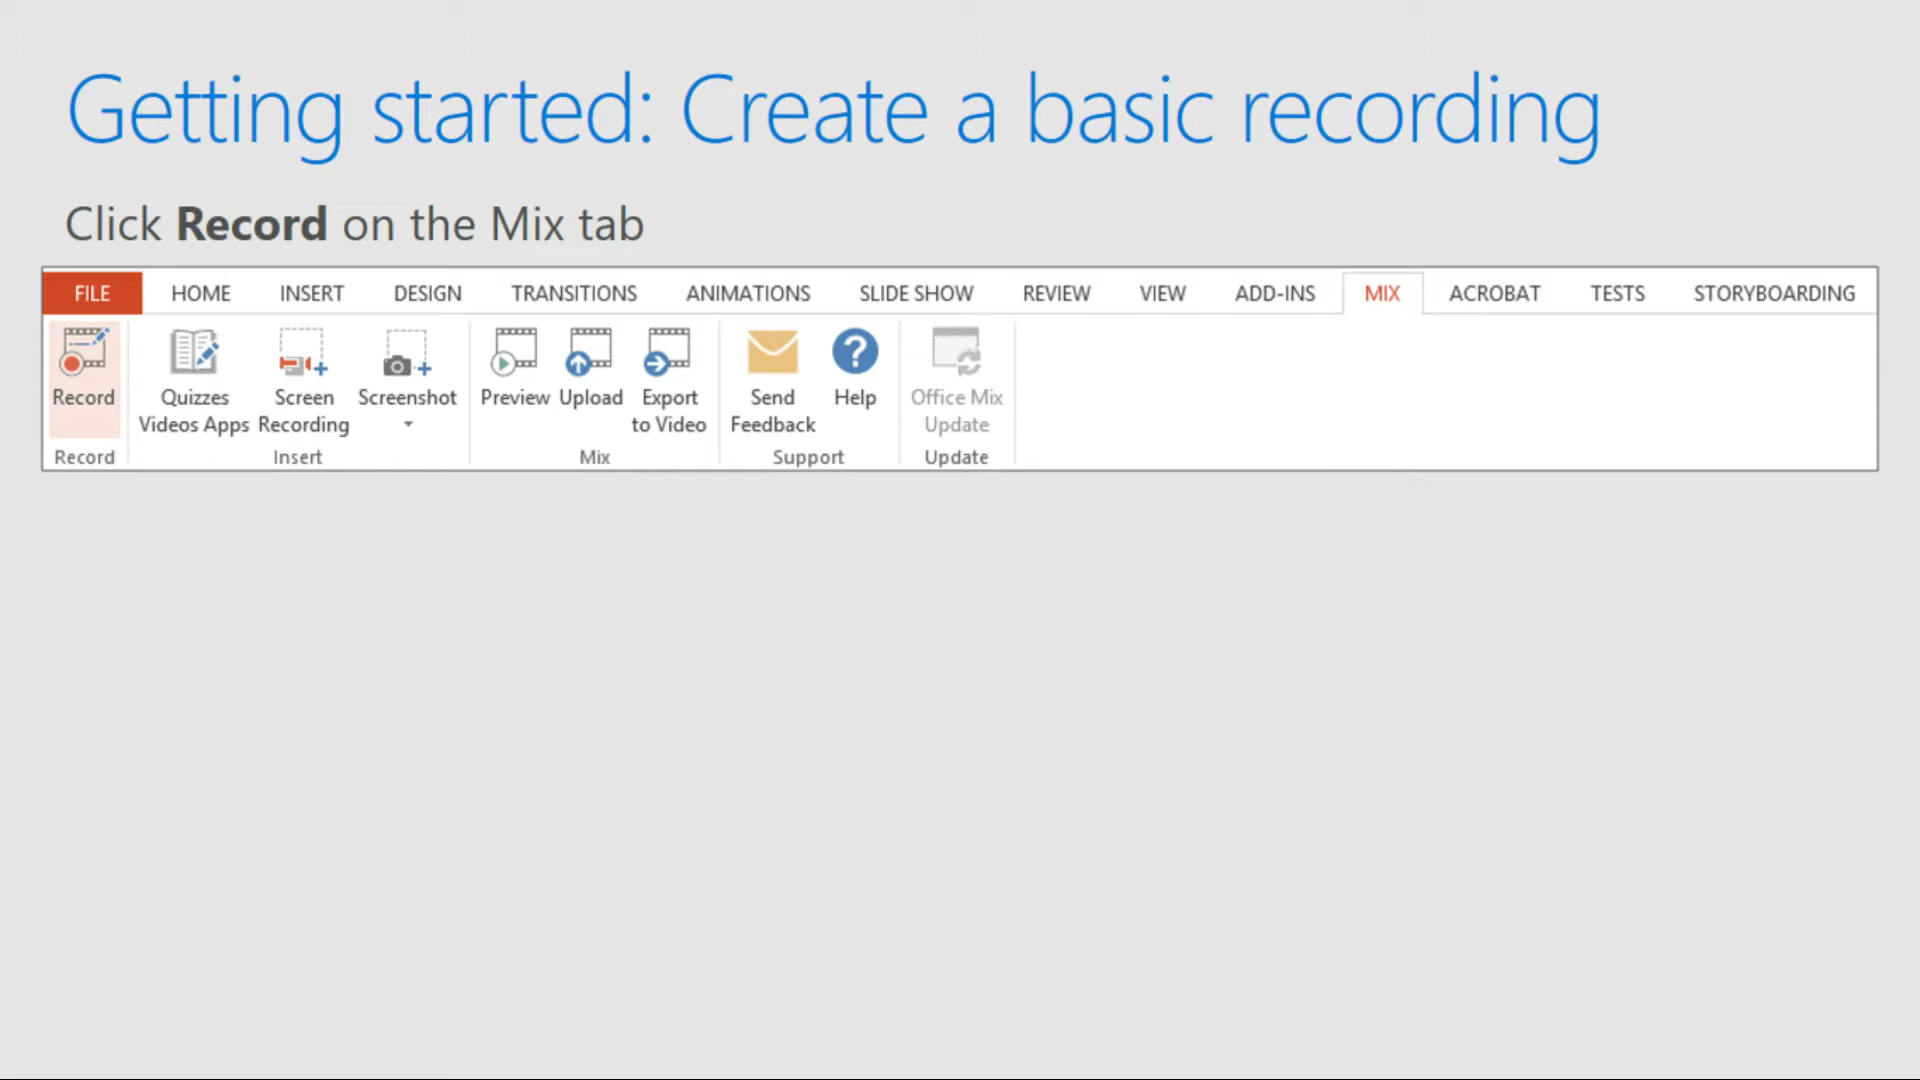 Getting started: Create a basic recording
Click Record on the Mix tab
FILE HOME INSERT DESIGN TRANSITIONS ANIMATIONS SLIDE SHOW REVIEW VIEW ADD-INS MIX ACROBAT TESTS STORYBOARDING
Record Quizzes Screen Screenshot Preview Upload Export Send Help Office Mix
Videos Apps Recording to Video Feedback Update
Record Insert Mix Support Update